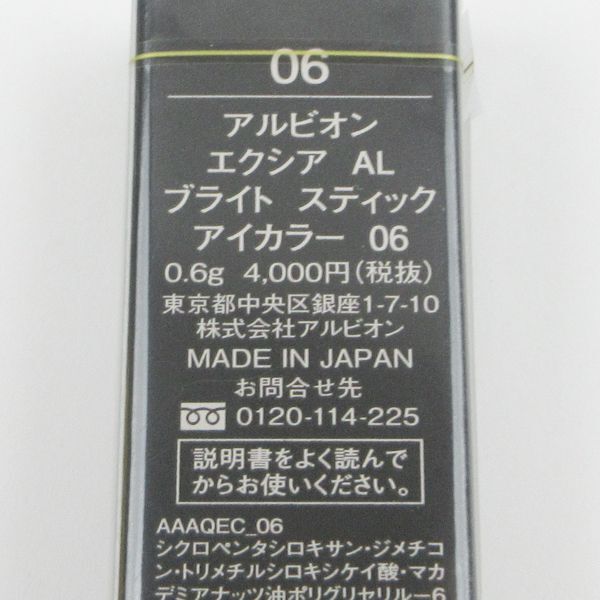 06
アルビオン
エクシア AL
ブライト スティック
アイカラー 06
0.6g 4,000円(税抜)
東京都中央区銀座1-7-10
株式会社アルビオン
MADE IN JAPAN
お問合せ先
0120-114-225
説明書をよく読んで
からお使いください。
AAAQEC_06
シクロペンタシロキサン・ジメチコ
ン・トリメチルシロキシケイ酸・マカ
デミアナッツ油ポリグリセリルー6